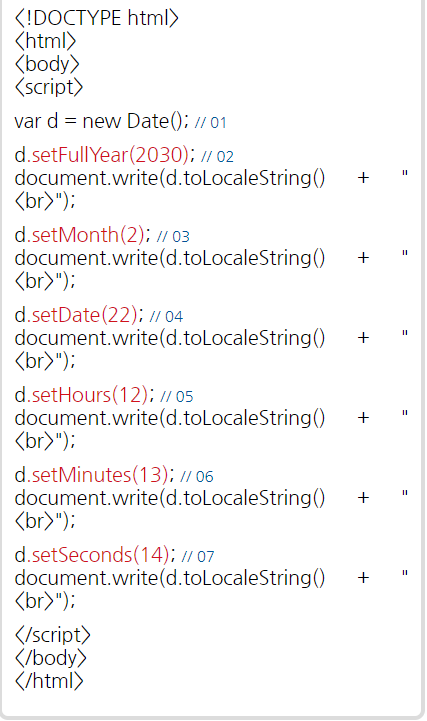 <!DOCTYPE html>
<html>
<body>
<script>
var d = new Date(); // 01
d.setFullYear(2030); // 02
document.write(d.toLocaleString() + "
<br>");
d.setMonth(2); // 03
document.write(d.toLocaleString() + "
<br>");
d.setDate(22); // 04
document.write(d.toLocaleString() + "
<br>");
d.setHours(12); // 05
document.write(d.toLocaleString() + "
<br>");
d.setMinutes(13); // 06
document.write(d.toLocaleString() + "
<br>");
d.setSeconds(14); // 07
document.write(d.toLocaleString() + "
<br>");
</script>
</body>
</html>